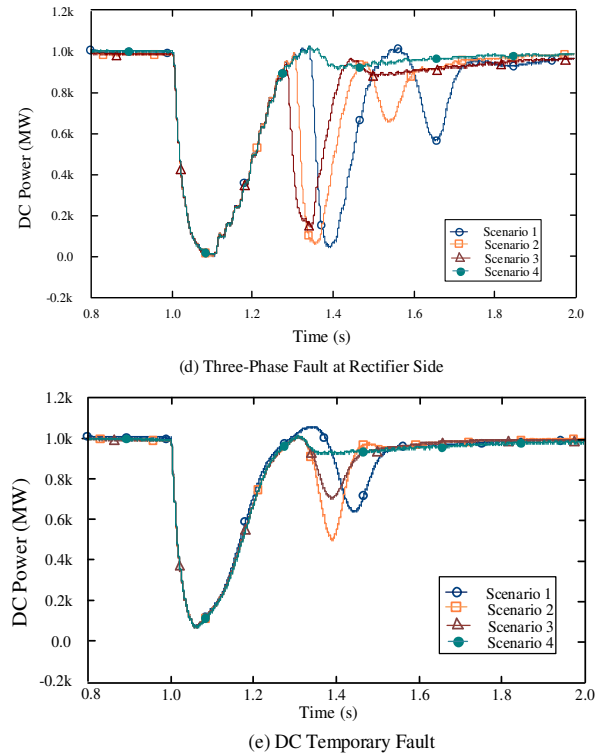 1.2k
1.0k
0.8k
0.6k
0.4k
0.2k
0.0
-0.2k
DC Power (MW)
Scenario 1
Scenario 2
Scenario 3
Scenario 4
0.8 1.0 1.2 1.4 1.6 1.8 2.0
Time (s)
(d) Three-Phase Fault at Rectifier Side
1.2k
1.0k
0.8k
0.6k
0.4k
0.2k
0.0
-0.2k
DC Power (MW)
Scenario 1
Scenario 2
Scenario 3
Scenario 4
0.8 1.0 1.2 1.4 1.6 1.8 2.0
Time (s)
(e) DC Temporary Fault